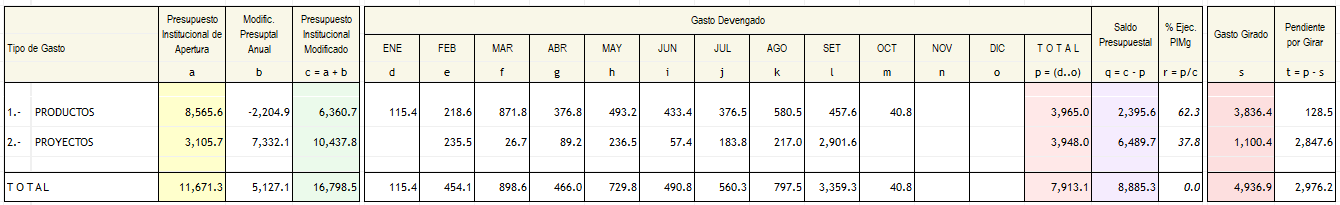 Tipo de Gasto | Presupuesto Institucional de Apertura | Modific. Presuptal Anual | Presupuesto Institucional Modificado | Gasto Devengado | Saldo Presupuestal | % Ejec. PIMg | Gasto Girado | Pendiente por Girar
ENE | FEB | MAR | ABR | MAY | JUN | JUL | AGO | SET | OCT | NOV | DIC | T O T A L
a | b | c = a + b | d | e | f | g | h | i | j | k | l | m | n | o | p = (d..o) | q = c - p | r = p/c | s | t = p - s
1.- PRODUCTOS | 8,565.6 | -2,204.9 | 6,360.7 | 115.4 | 218.6 | 871.8 | 376.8 | 493.2 | 433.4 | 376.5 | 580.5 | 457.6 | 40.8 | 3,965.0 | 2,395.6 | 62.3 | 3,836.4 | 128.5
2.- PROYECTOS | 3,105.7 | 7,332.1 | 10,437.8 | 235.5 | 26.7 | 89.2 | 236.5 | 57.4 | 183.8 | 217.0 | 2,901.6 | 3,948.0 | 6,489.7 | 37.8 | 1,100.4 | 2,847.6
T O T A L | 11,671.3 | 5,127.1 | 16,798.5 | 115.4 | 454.1 | 898.6 | 466.0 | 729.8 | 490.8 | 560.3 | 797.5 | 3,359.3 | 40.8 | 7,913.1 | 8,885.3 | 0.0 | 4,936.9 | 2,976.2